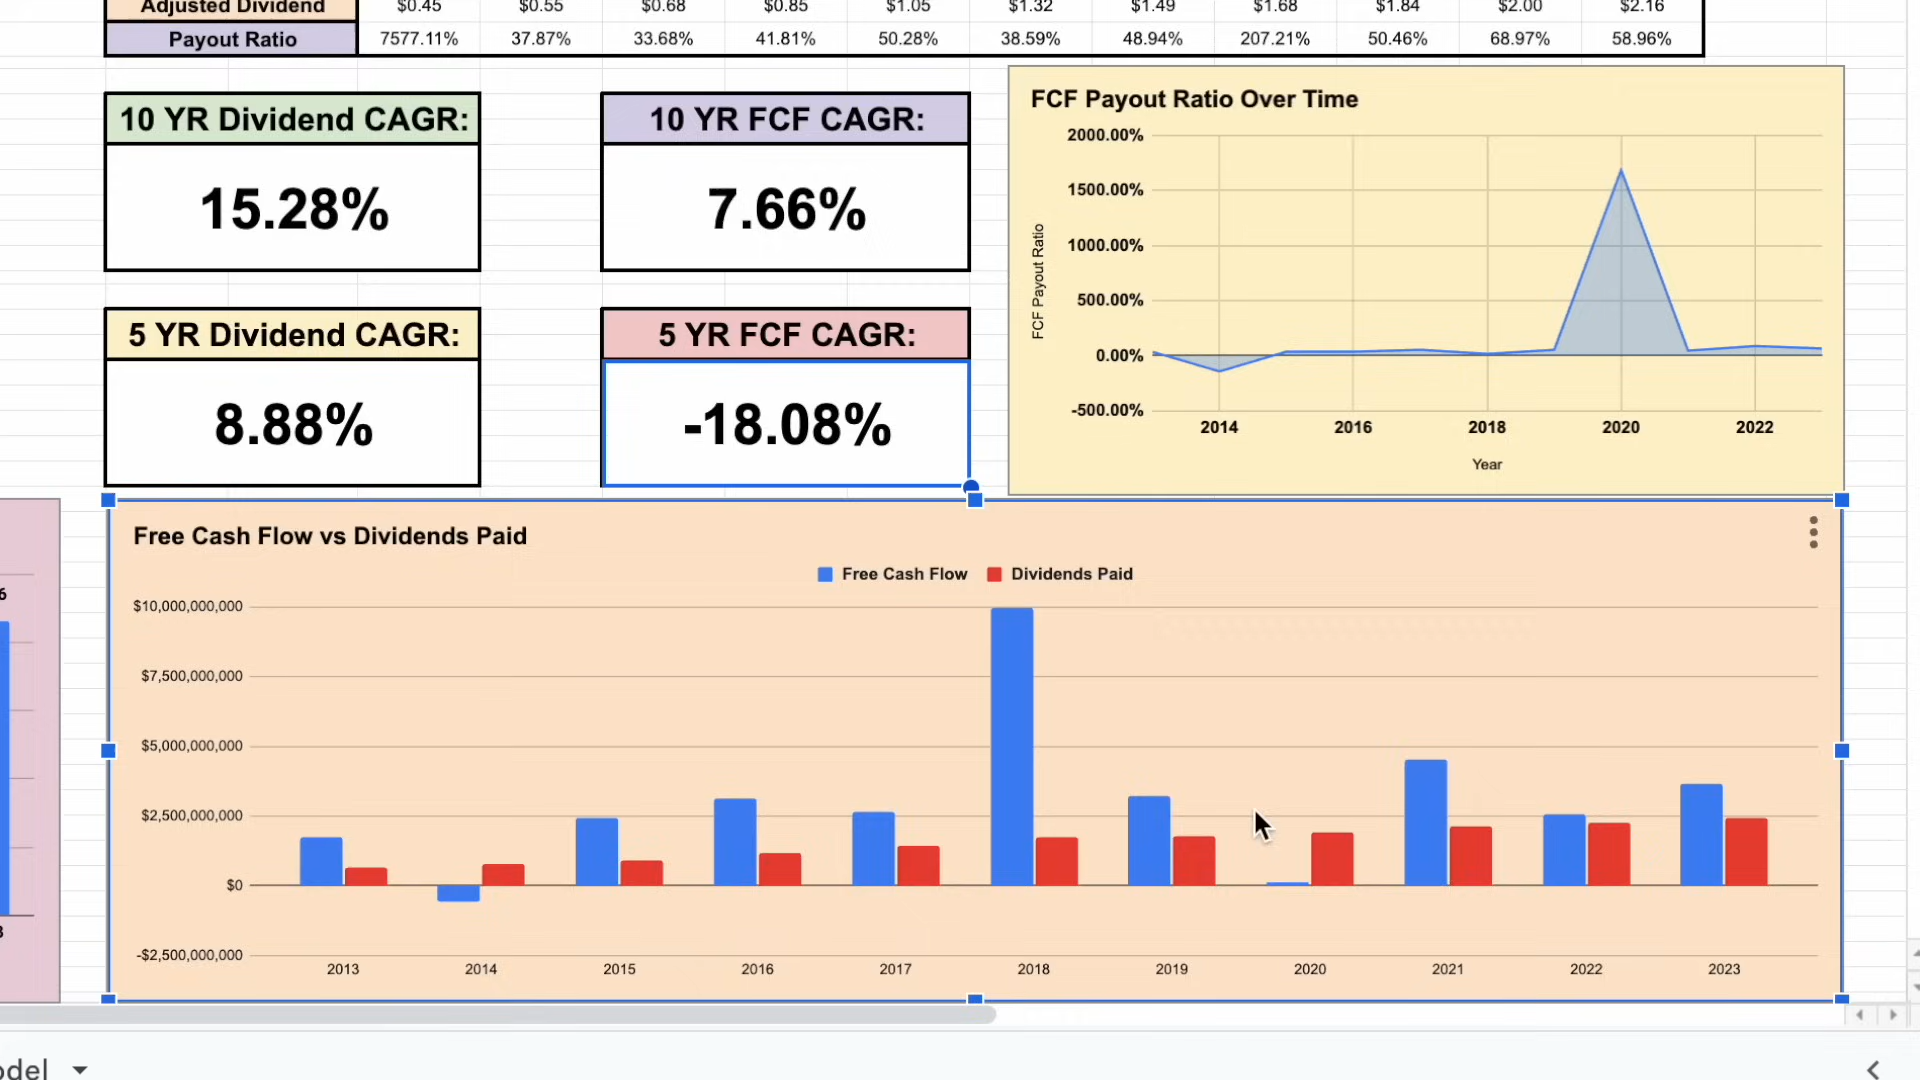 Adjusted Dividend $0.45 $0.55 $0.68 $0.85 $1.05 $1.32 $1.49 $1.68 $1.84 $2.00 $2.16
Payout Ratio 7577.11% 37.87% 33.68% 41.81% 50.28% 38.59% 48.94% 207.21% 50.46% 68.97% 58.96%
10 YR Dividend CAGR:
15.28%
10 YR FCF CAGR:
7.66%
5 YR Dividend CAGR:
8.88%
5 YR FCF CAGR:
-18.08%
FCF Payout Ratio Over Time
FCF Payout Ratio
2000.00%
1500.00%
1000.00%
500.00%
0.00%
-500.00%
2014 2016 2018 2020 2022
Year
6
3
Free Cash Flow vs Dividends Paid
Free Cash Flow Dividends Paid
$10,000,000,000
$7,500,000,000
$5,000,000,000
$2,500,000,000
$0
-$2,500,000,000
2013 2014 2015 2016 2017 2018 2019 2020 2021 2022 2023
odel